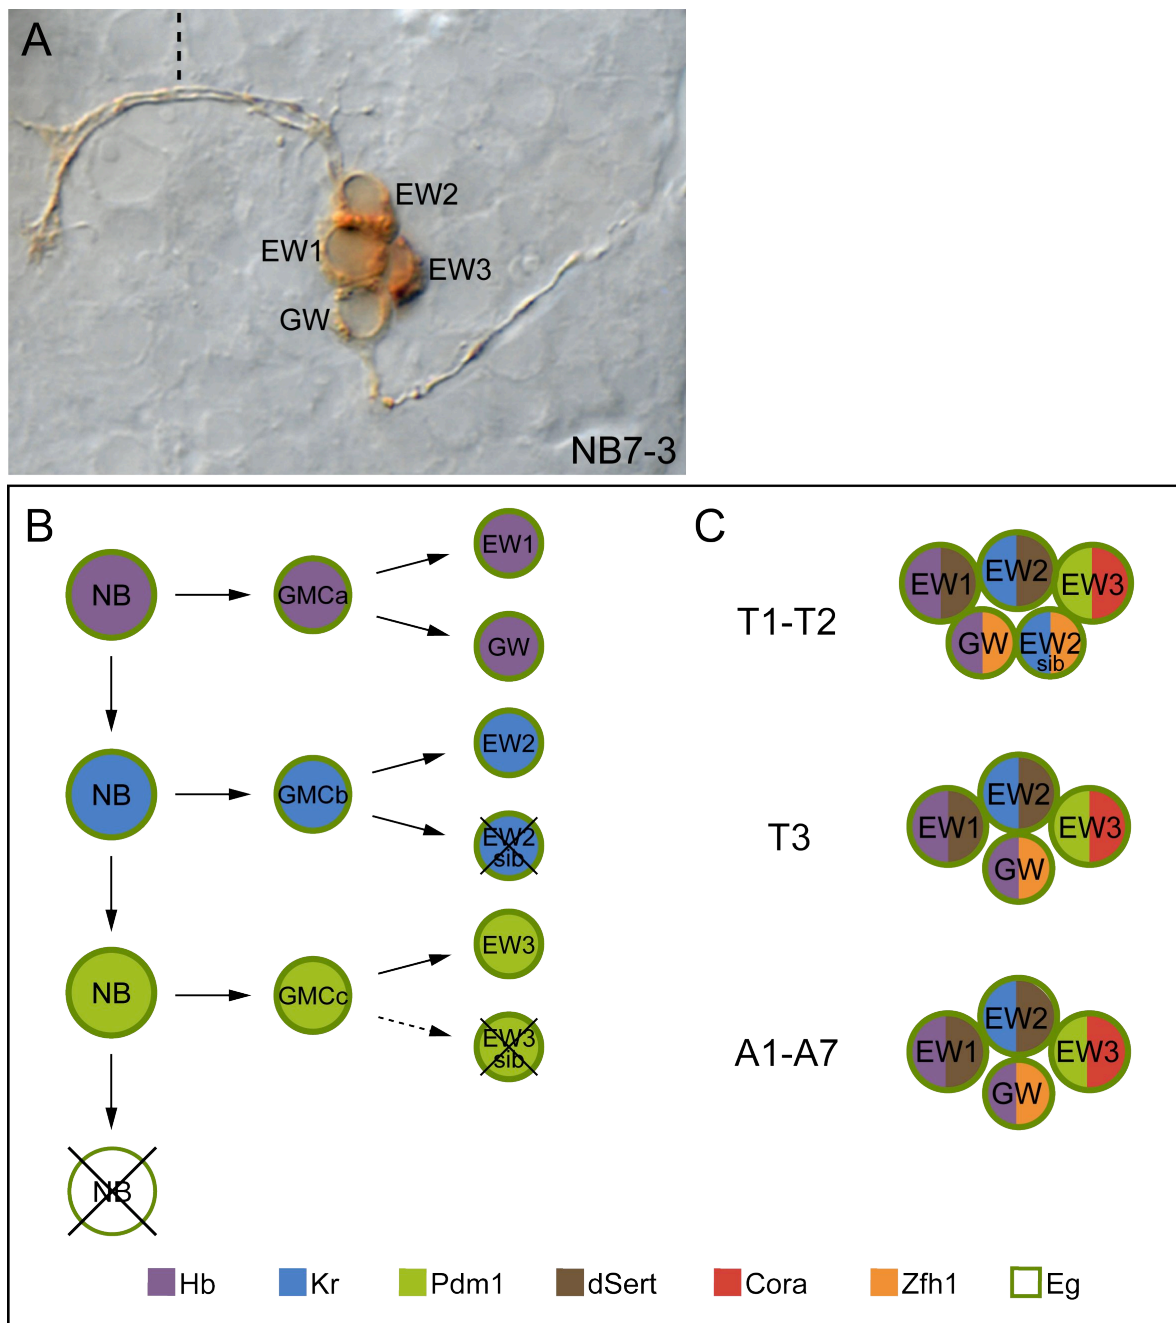 A
EW2
EW1
EW3
GW
NB7-3
B
C
NB
GMCa
EW1
GW
NB
GMCb
EW2
EW2
sib
NB
GMCc
EW3
EW3
sib
NB
T1-T2
EW1
EW2
EW3
GW
EW2
sib
T3
EW1
EW2
EW3
GW
A1-A7
EW1
EW2
EW3
GW
Hb Kr Pdm1 dSert Cora Zfh1 Eg